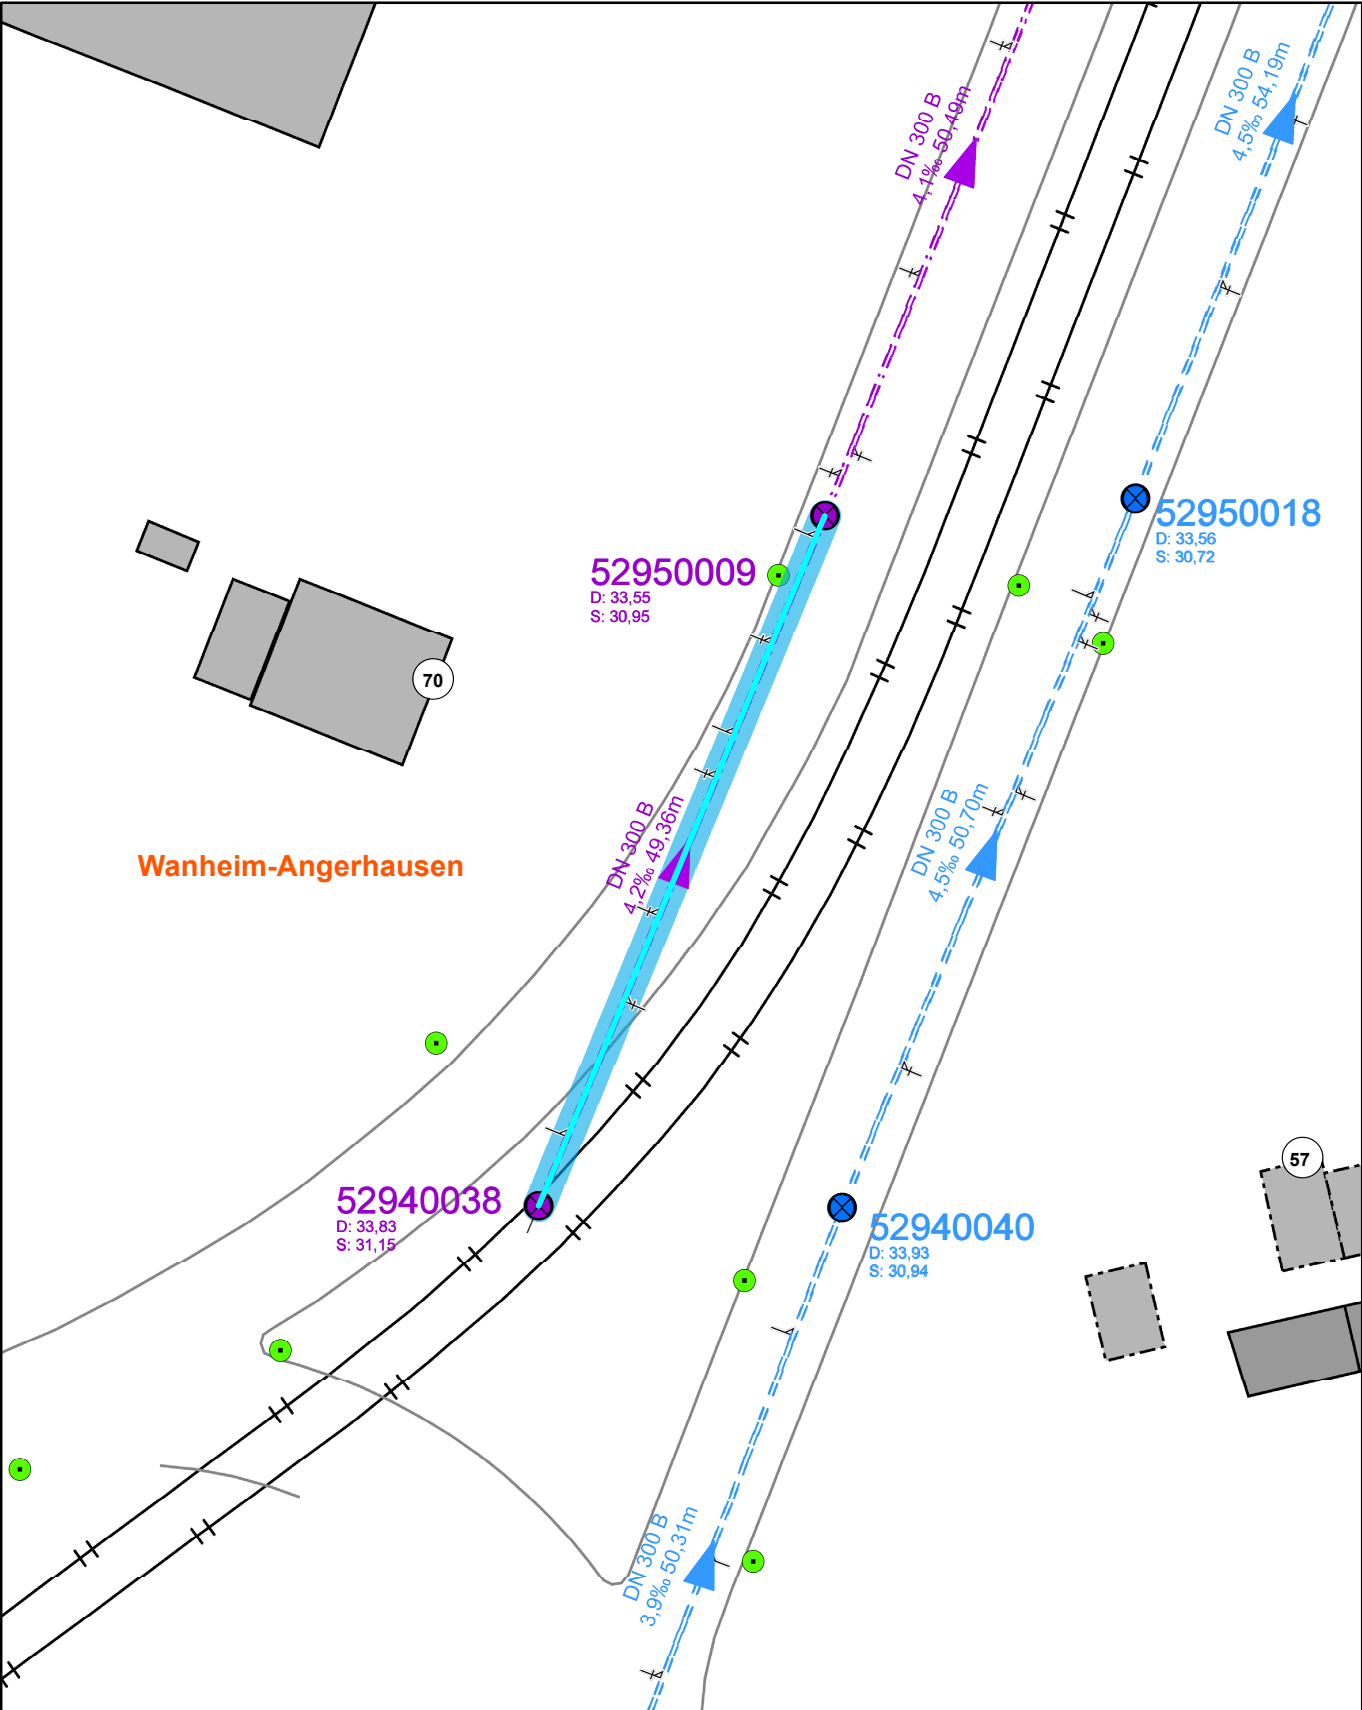 DN 300 B
4,1‰ 50,49m
DN 300 B
4,5‰ 54,19m
52950018
D: 33,56
S: 30,72
52950009
D: 33,55
S: 30,95
70
DN 300 B
4,2‰ 49,36m
DN 300 B
4,5‰ 50,70m
Wanheim-Angerhausen
57
52940038
D: 33,83
S: 31,15
52940040
D: 33,93
S: 30,94
DN 300 B
3,9‰ 50,31m